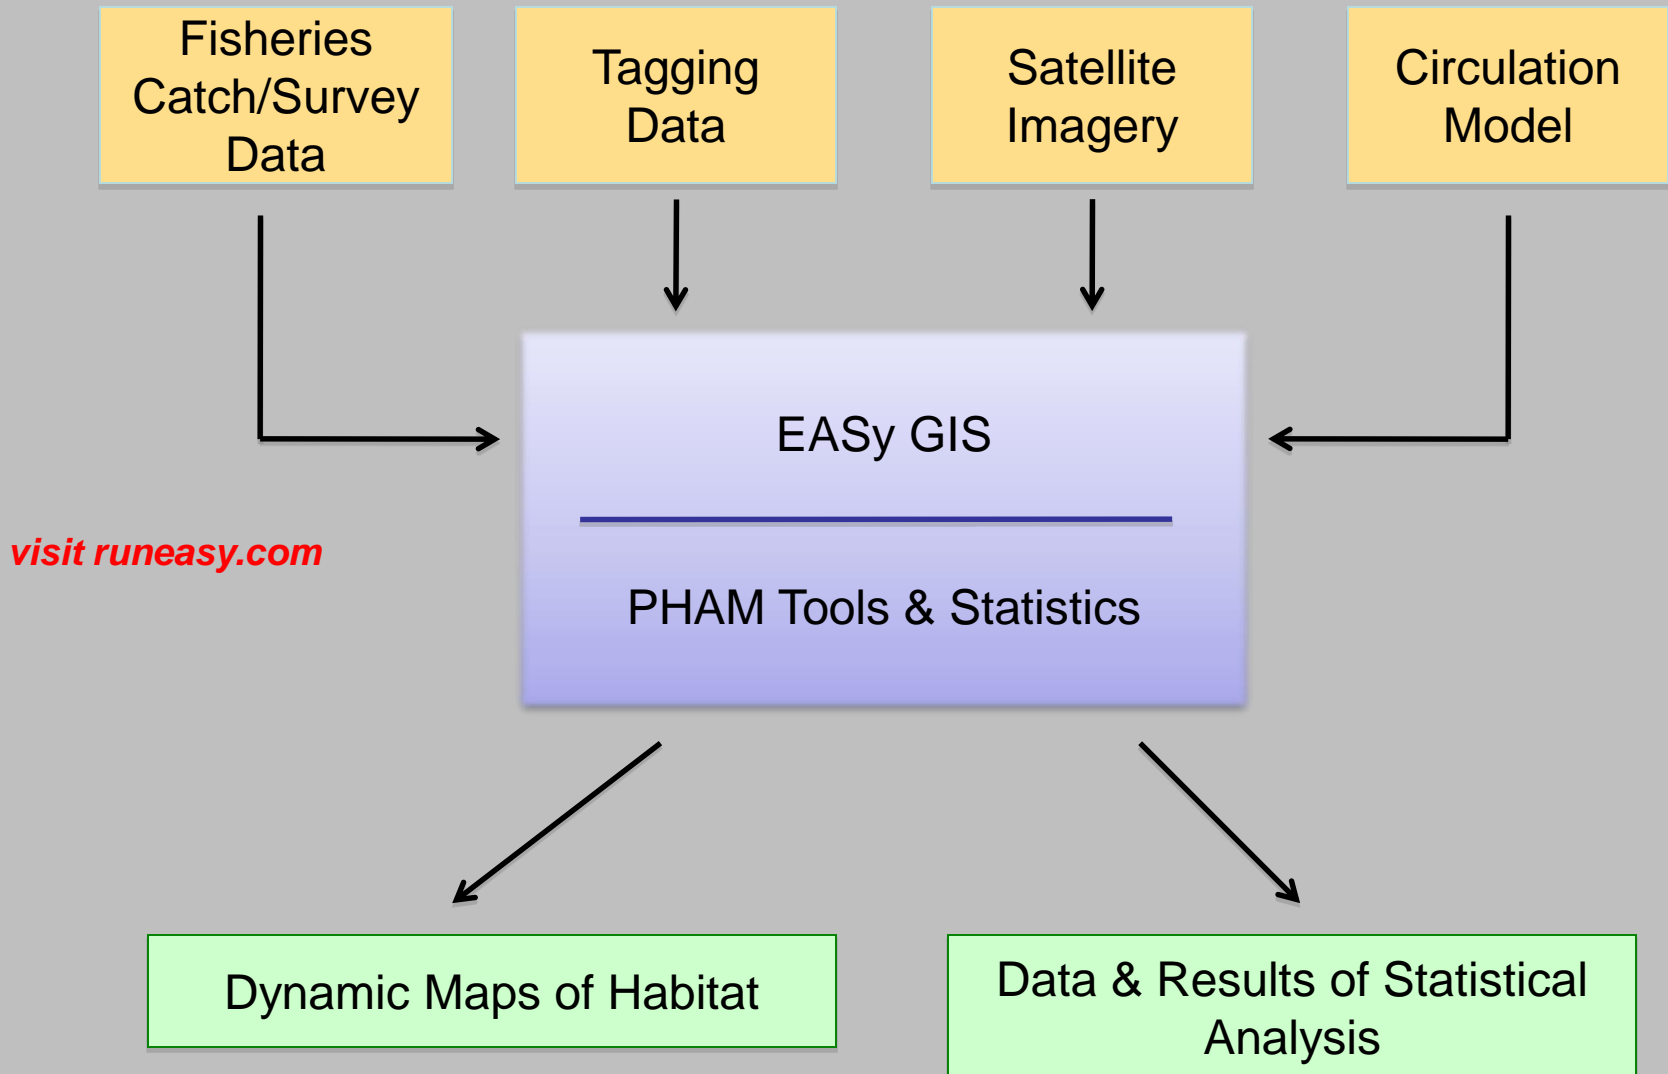 Fisheries
Catch/Survey
Data
Tagging
Data
Satellite
Imagery
Circulation
Model
EASy GIS
visit runeasy.com
PHAM Tools & Statistics
Dynamic Maps of Habitat
Data & Results of Statistical
Analysis